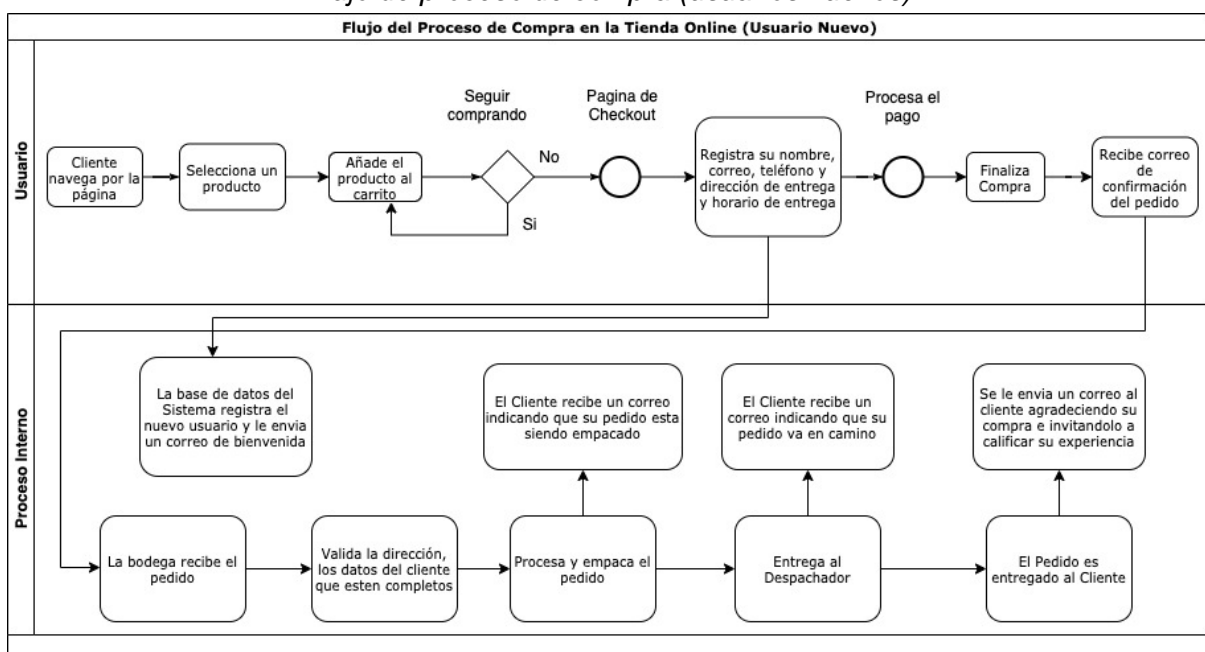 Flujo del Proceso de Compra en la Tienda Online (Usuario Nuevo)
Usuario
Cliente
navega por la
página
Selecciona un
producto
Añade el
producto al
carrito
Seguir
comprando
No
Si
Pagina de
Checkout
Registra su nombre,
correo, teléfono y
dirección de entrega
y horario de entrega
Procesa el
pago
Finaliza
Compra
Recibe correo
de
confirmación
del pedido
Proceso Interno
La base de datos del
Sistema registra el
nuevo usuario y le envia
un correo de bienvenida
El Cliente recibe un correo
indicando que su pedido esta
siendo empacado
El Cliente recibe un
correo indicando que su
pedido va en camino
Se le envia un correo al
cliente agradeciendo su
compra e invitandolo a
calificar su experiencia
La bodega recibe el
pedido
Valida la dirección,
los datos del cliente
que esten completos
Procesa y empaca el
pedido
Entrega al
Despachador
El Pedido es
entregado al Cliente